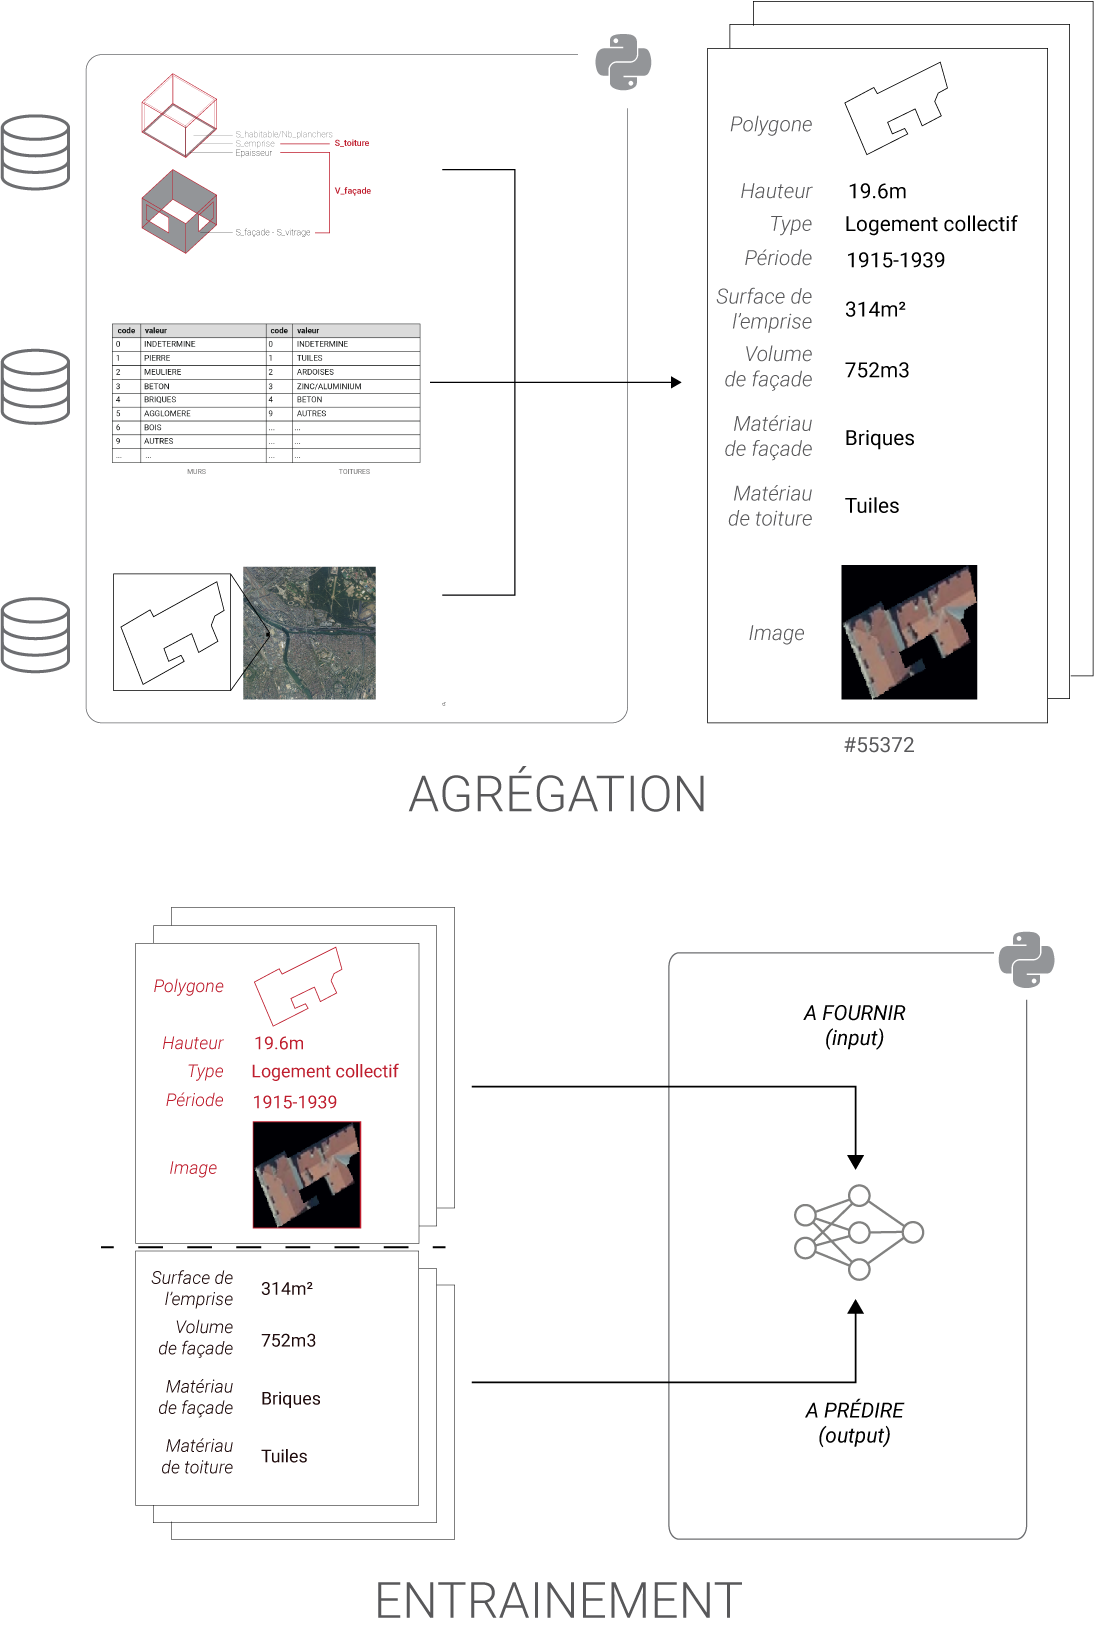 S_habitable/Nb_planchers
S_emprise
S_toiture
Epaisseur
V_façade
S_façade - S_vitrage
code valeur code valeur
0 INDETERMINE 0 INDETERMINE
1 PIERRE 1 TUILES
2 MEULIERE 2 ARDOISES
3 BETON 3 ZINC/ALUMINIUM
4 BRIQUES 4 BETON
5 AGGLOMERE 9 AUTRES
6 BOIS ... ...
9 AUTRES ... ...
... ... ... ...
MURS TOITURES
Polygone
Hauteur 19.6m
Type Logement collectif
Période 1915-1939
Surface de
l'emprise 314m²
Volume
de façade 752m3
Matériau
de façade Briques
Matériau
de toiture Tuiles
Image
#55372
AGRÉGATION
Polygone
Hauteur 19.6m
Type Logement collectif
Période 1915-1939
Image
Surface de
l'emprise 314m²
Volume
de façade 752m3
Matériau
de façade Briques
Matériau
de toiture Tuiles
A FOURNIR
(input)
A PRÉDIRE
(output)
ENTRAINEMENT